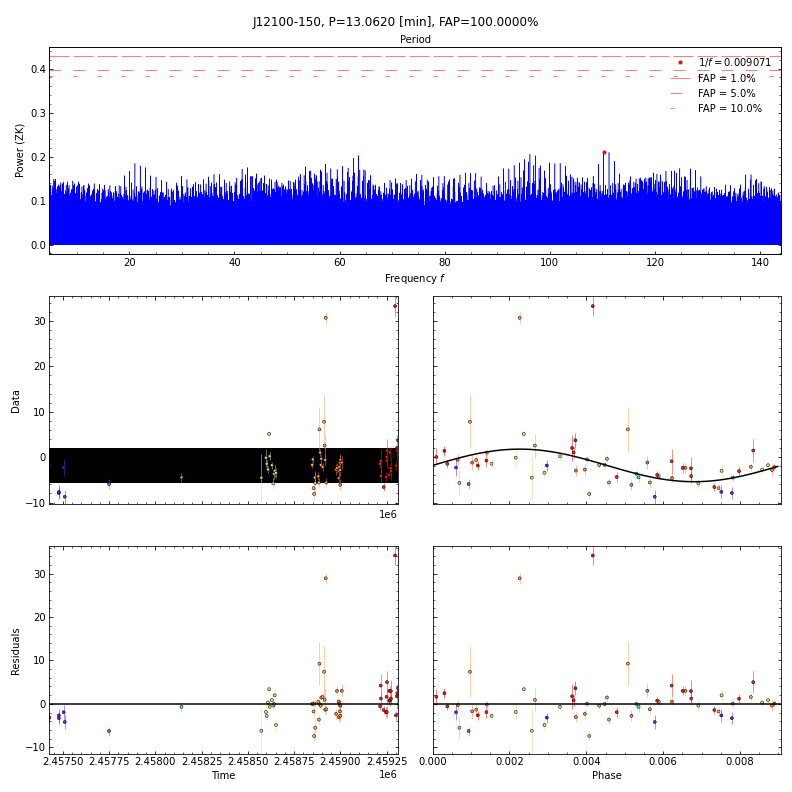 J12100-150, P=13.0620 [min], FAP=100.0000%
Period
Power (ZK)
0.4
0.3
0.2
0.1
0.0
1/f = 0.009071
FAP = 1.0%
FAP = 5.0%
FAP = 10.0%
20 40 60 80 100 120 140
Frequency f
Data
30
20
10
0
−10
1e6
Residuals
30
20
10
0
−10
2.45750 2.45775 2.45800 2.45825 2.45850 2.45875 2.45900 2.45925
Time
1e6
0.000 0.002 0.004 0.006 0.008
Phase